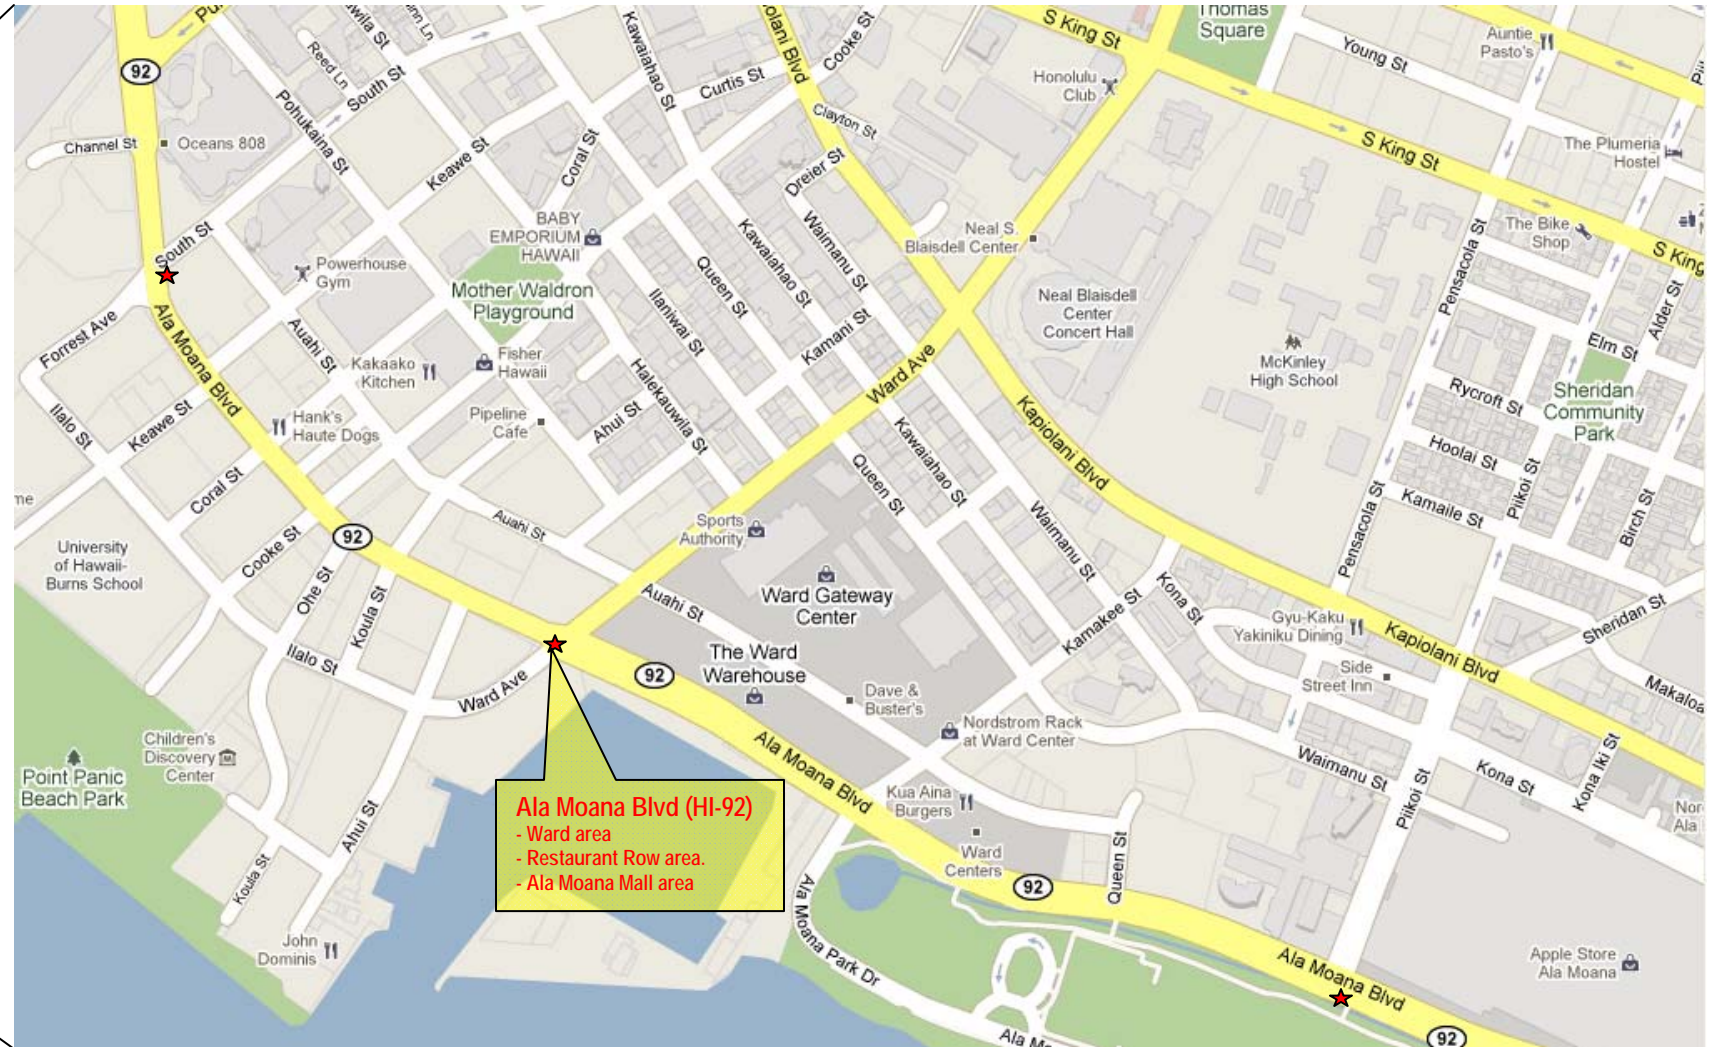 92
Reed Ln
South St
Pohukaina St
Channel St
Oceans 808
Kawaiahao St
Curtis St
Cooke St
Clayton St
S King St
Thomas
Square
Honolulu
Club
Young St
Auntie
Pasto's
S King St
The Plumeria
Hostel
Keawe St
Coral St
Dreier St
BABY
EMPORIUM
HAWAII
South St
Powerhouse
Gym
Mother Waldron
Playground
Queen St
Kawaiahao St
Waimanu St
Neal S.
Blaisdell Center
The Bike
Shop
S King
Pensacola St
Alder St
Neal Blaisdell
Center
Concert Hall
Ilaniwai St
Kamani St
Forrest Ave
Ala Moana Blvd
Auahi St
Kakaako
Kitchen
Fisher
Hawaii
Halekauwila St
Ward Ave
McKinley
High School
Elm St
Rycroft St
Sheridan
Community
Park
Ilalo St
Keawe St
Hank's
Haute Dogs
Pipeline
Cafe
Ahui St
Kapiolani Blvd
Kawaiahao St
Queen St
Hoolai St
Piikoi St
Coral St
Kamaile St
Birch St
Pensacola St
Auahi St
Sports
Authority
Waimanu St
92
University
of Hawaii-
Burns School
Cooke St
Ohe St
Koula St
Auahi St
Ward Gateway
Center
Kona St
Kamakee St
Gyu-Kaku
Yakiniku Dining
Kapiolani Blvd
Sheridan St
Ilalo St
The Ward
Warehouse
92
Side
Street Inn
Makaloa
Ward Ave
Dave &
Buster's
Nordstrom Rack
at Ward Center
Children's
Discovery
Center
Ala Moana Blvd
Waimanu St
Kona St
Kona Iki St
Point Panic
Beach Park
Ahui St
Ala Moana Blvd (HI-92)
- Ward area
- Restaurant Row area.
- Ala Moana Mall area
Kua Aina
Burgers
Piikoi St
Ward
Centers
Queen St
92
Koula St
John
Dominis
Ala Moana Park Dr
Ala Moana Blvd
Apple Store
Ala Moana
92